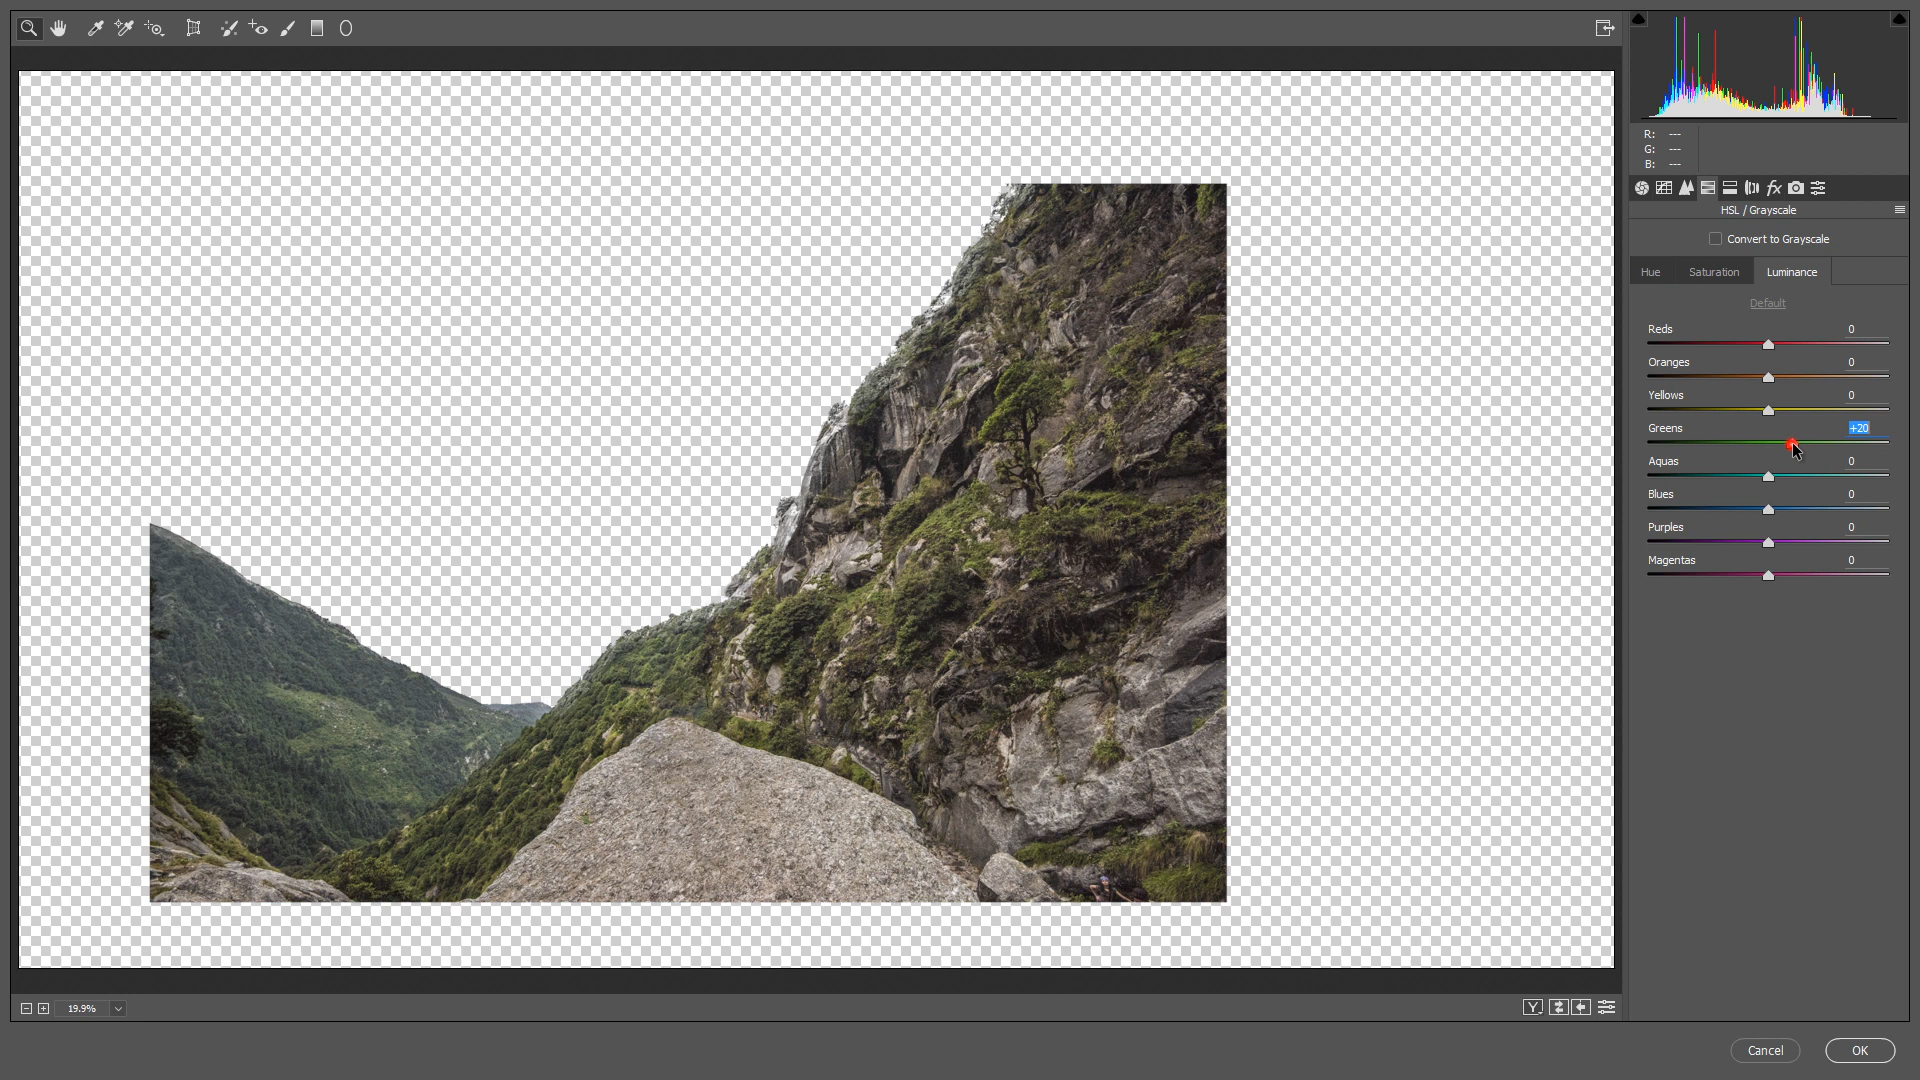 R: ---
G: ---
B: ---
fx
HSL / Grayscale
Convert to Grayscale
Hue Saturation Luminance
Default
Reds 0
Oranges 0
Yellows 0
Greens +20
Aquas 0
Blues 0
Purples 0
Magentas 0
19.9%
Y
Cancel OK